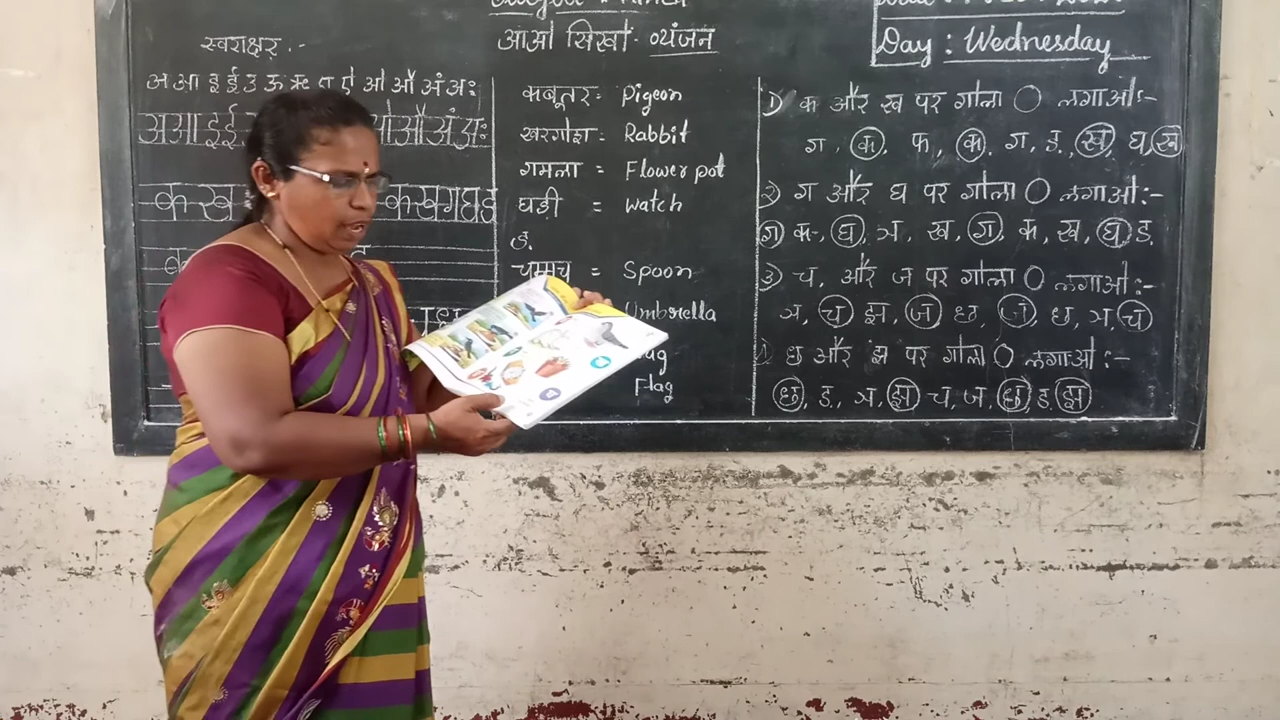 स्वराक्षर :-
अ आ इ ई उ ऊ ऋ ए ऐ ओ औ अं अः
अ आ इ ई ओ औ अं अः
क ख क ख ग घ ङ
आओ सिखो व्यंजन
कबूतर = Pigeon
खरगोश = Rabbit
गमला = Flower pot
घड़ी = watch
ङ.
चम्मच = Spoon
Umbrella
Flag
Day : Wednesday
1) क और ख पर गोला ○ लगाओ:-
ग, क, फ, क, ग, ड, ख, घ, ख
२) ग और घ पर गोला ○ लगाओ:-
ग क, घ, ञ, ख, ग, क, ख, घ ड.
3) च, और ज पर गोला ○ लगाओ:-
ञ, च, झ, ज, छ, ज, छ, ञ, च
छ और झ पर गोला ○ लगाओ:-
छ, ड, ञ, झ, च, ज, छ, ड, झ